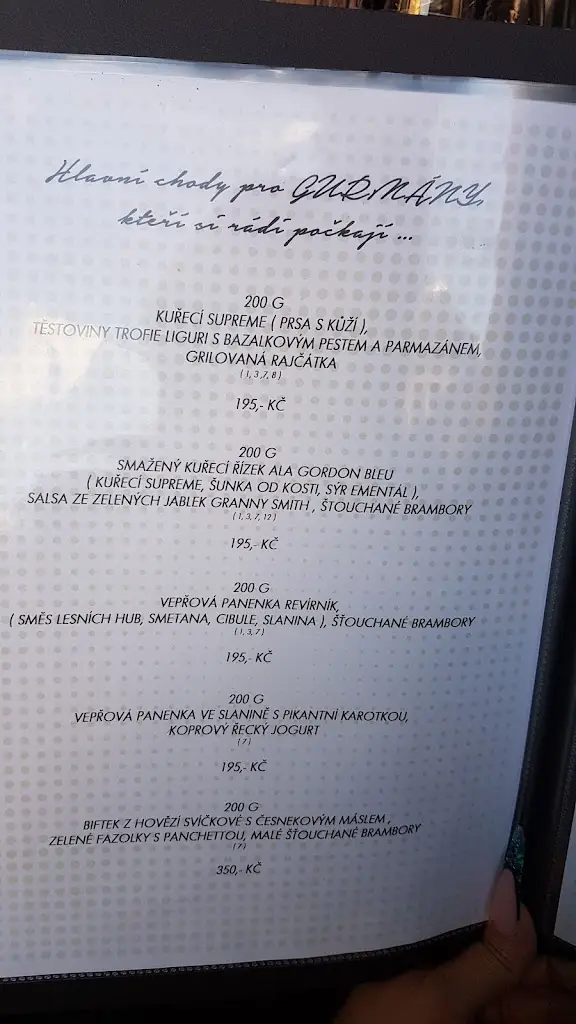 Hlavní chody pro GURMÁNY,
kteří si rádi počkají ...
200 G
KUŘECÍ SUPREME ( PRSA S KŮŽÍ ),
TĚSTOVINY TROFIE LIGURI S BAZALKOVÝM PESTEM A PARMAZÁNEM,
GRILOVANÁ RAJČÁTKA
( 1, 3,7, 8 )
195,- KČ
200 G
SMAŽENÝ KUŘECÍ ŘÍZEK ALA GORDON BLEU
( KUŘECÍ SUPREME, ŠUNKA OD KOSTI, SÝR EMENTÁL ),
SALSA ZE ZELENÝCH JABLEK GRANNY SMITH , ŠTOUCHANÉ BRAMBORY
( 1, 3, 7, 12 )
195,- KČ
200 G
VEPŘOVÁ PANENKA REVÍRNÍK,
( SMĚS LESNÍCH HUB, SMETANA, CIBULE, SLANINA ), ŠŤOUCHANÉ BRAMBORY
( 1, 3, 7 )
195,- KČ
200 G
VEPŘOVÁ PANENKA VE SLANINĚ S PIKANTNÍ KAROTKOU,
KOPROVÝ ŘECKÝ JOGURT
( 7 )
195,- KČ
200 G
BIFTEK Z HOVĚZÍ SVÍČKOVÉ S ČESNEKOVÝM MÁSLEM ,
ZELENÉ FAZOLKY S PANCHETTOU, MALÉ ŠŤOUCHANÉ BRAMBORY
( 7 )
350,- KČ